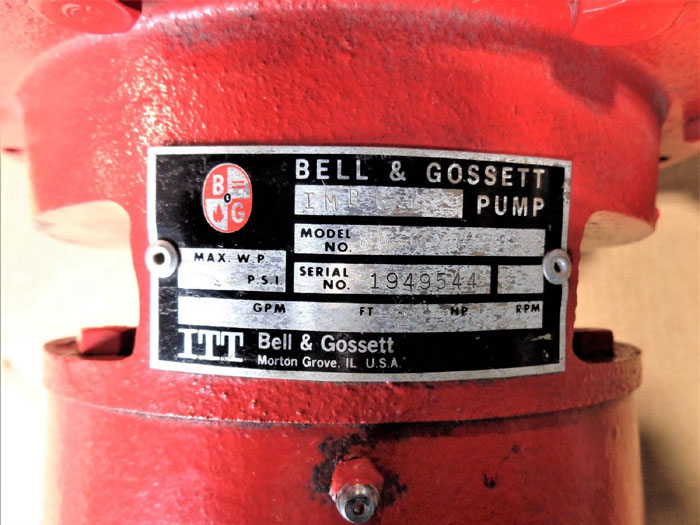 B & G
BELL & GOSSETT
IMP PUMP
MODEL NO.
MAX. W.P. P.S.I.
SERIAL NO. 1949544
GPM FT HP RPM
ITT Bell & Gossett
Morton Grove, IL U.S.A.